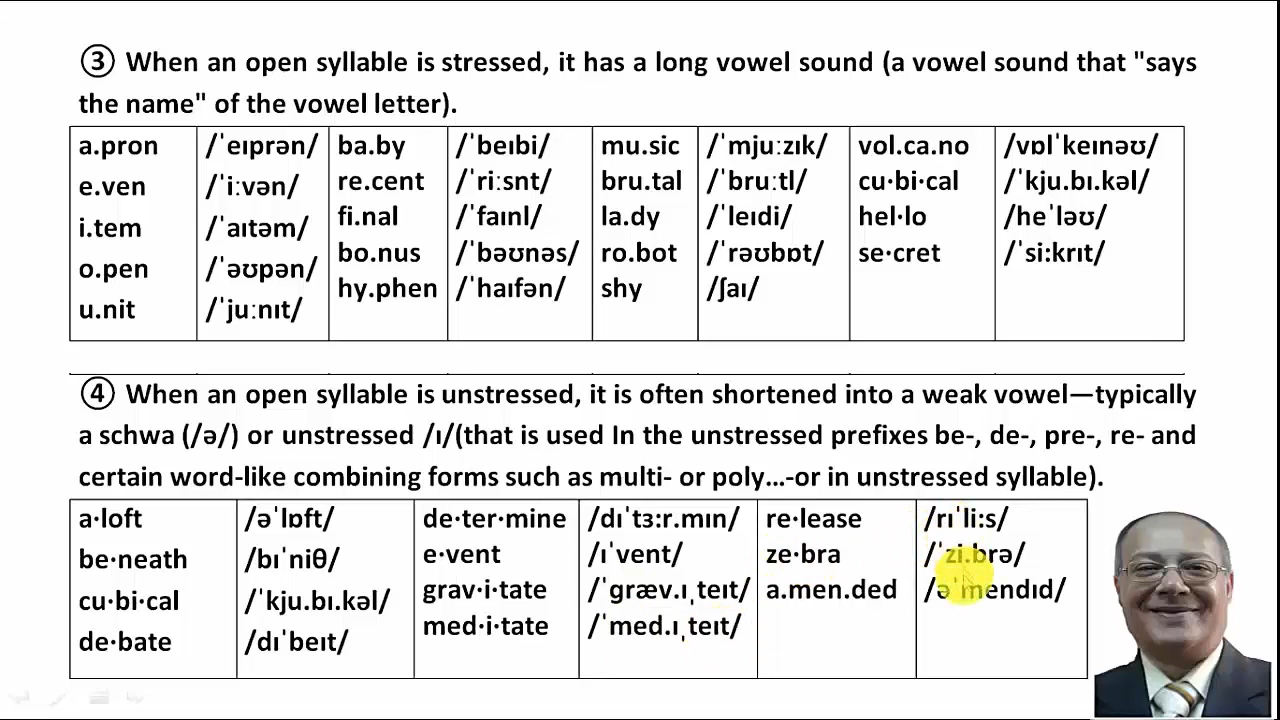 ③ When an open syllable is stressed, it has a long vowel sound (a vowel sound that "says
the name" of the vowel letter).
a.pron /ˈeɪprən/ ba.by /ˈbeɪbi/ mu.sic /ˈmjuːzɪk/ vol.ca.no /vɒlˈkeɪnəʊ/
e.ven /ˈiːvən/ re.cent /ˈriːsnt/ bru.tal /ˈbruːtl/ cu·bi·cal /ˈkju.bɪ.kəl/
i.tem /ˈaɪtəm/ fi.nal /ˈfaɪnl/ la.dy /ˈleɪdi/ hel·lo /heˈləʊ/
o.pen /ˈəʊpən/ bo.nus /ˈbəʊnəs/ ro.bot /ˈrəʊbɒt/ se·cret /ˈsi:krɪt/
u.nit /ˈjuːnɪt/ hy.phen /ˈhaɪfən/ shy /ʃaɪ/
④ When an open syllable is unstressed, it is often shortened into a weak vowel—typically
a schwa (/ə/) or unstressed /ɪ/(that is used In the unstressed prefixes be-, de-, pre-, re- and
certain word-like combining forms such as multi- or poly...-or in unstressed syllable).
a·loft /əˈlɒft/ de·ter·mine /dɪˈtɜ:r.mɪn/ re·lease /rɪˈli:s/
be·neath /bɪˈniθ/ e·vent /ɪˈvent/ ze·bra /ˈzi.brə/
cu·bi·cal /ˈkju.bɪ.kəl/ grav·i·tate /ˈgræv.ɪˌteɪt/ a.men.ded /əˈmendɪd/
de·bate /dɪˈbeɪt/ med·i·tate /ˈmed.ɪˌteɪt/